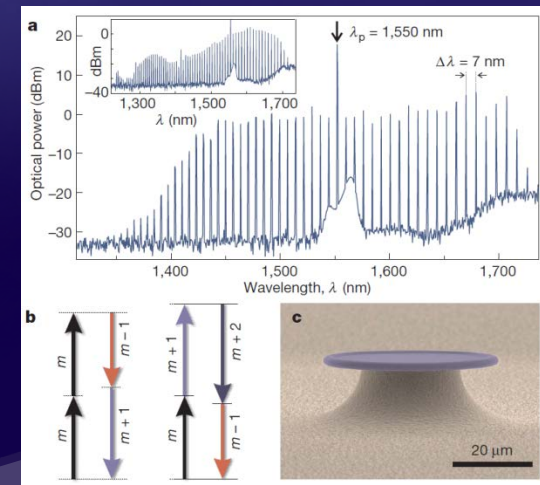 a
20
10
0
−10
−20
−30
Optical power (dBm)
0
−40
dBm
1,300
1,500
1,700
λ (nm)
λp = 1,550 nm
Δλ = 7 nm
1,400
1,500
1,600
1,700
Wavelength, λ (nm)
b
m
m
m − 1
m + 1
m + 1
m
m + 2
m − 1
c
20 μm